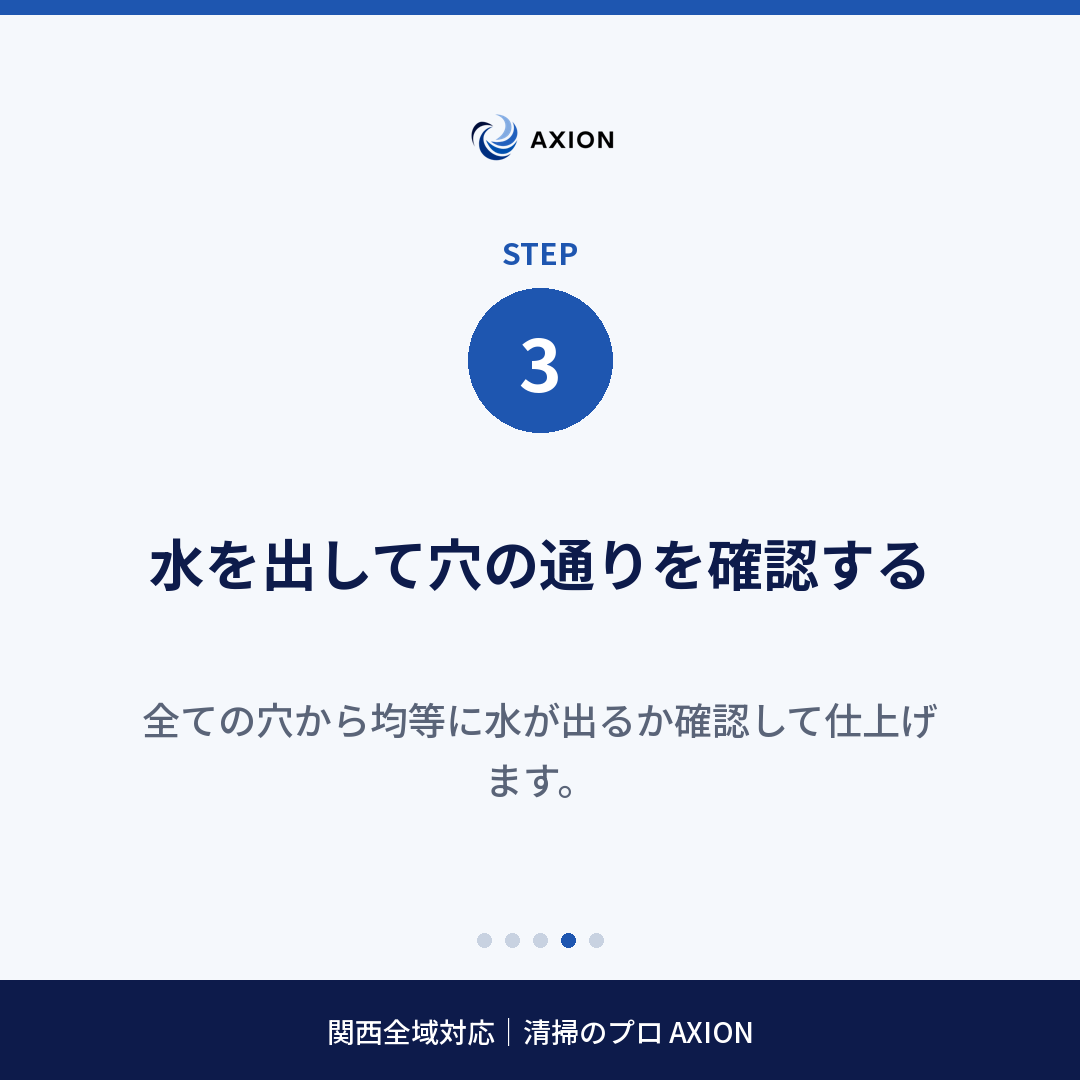 AXION
STEP
3
水を出して穴の通りを確認する
全ての穴から均等に水が出るか確認して仕上げ
ます。
関西全域対応｜清掃のプロ AXION